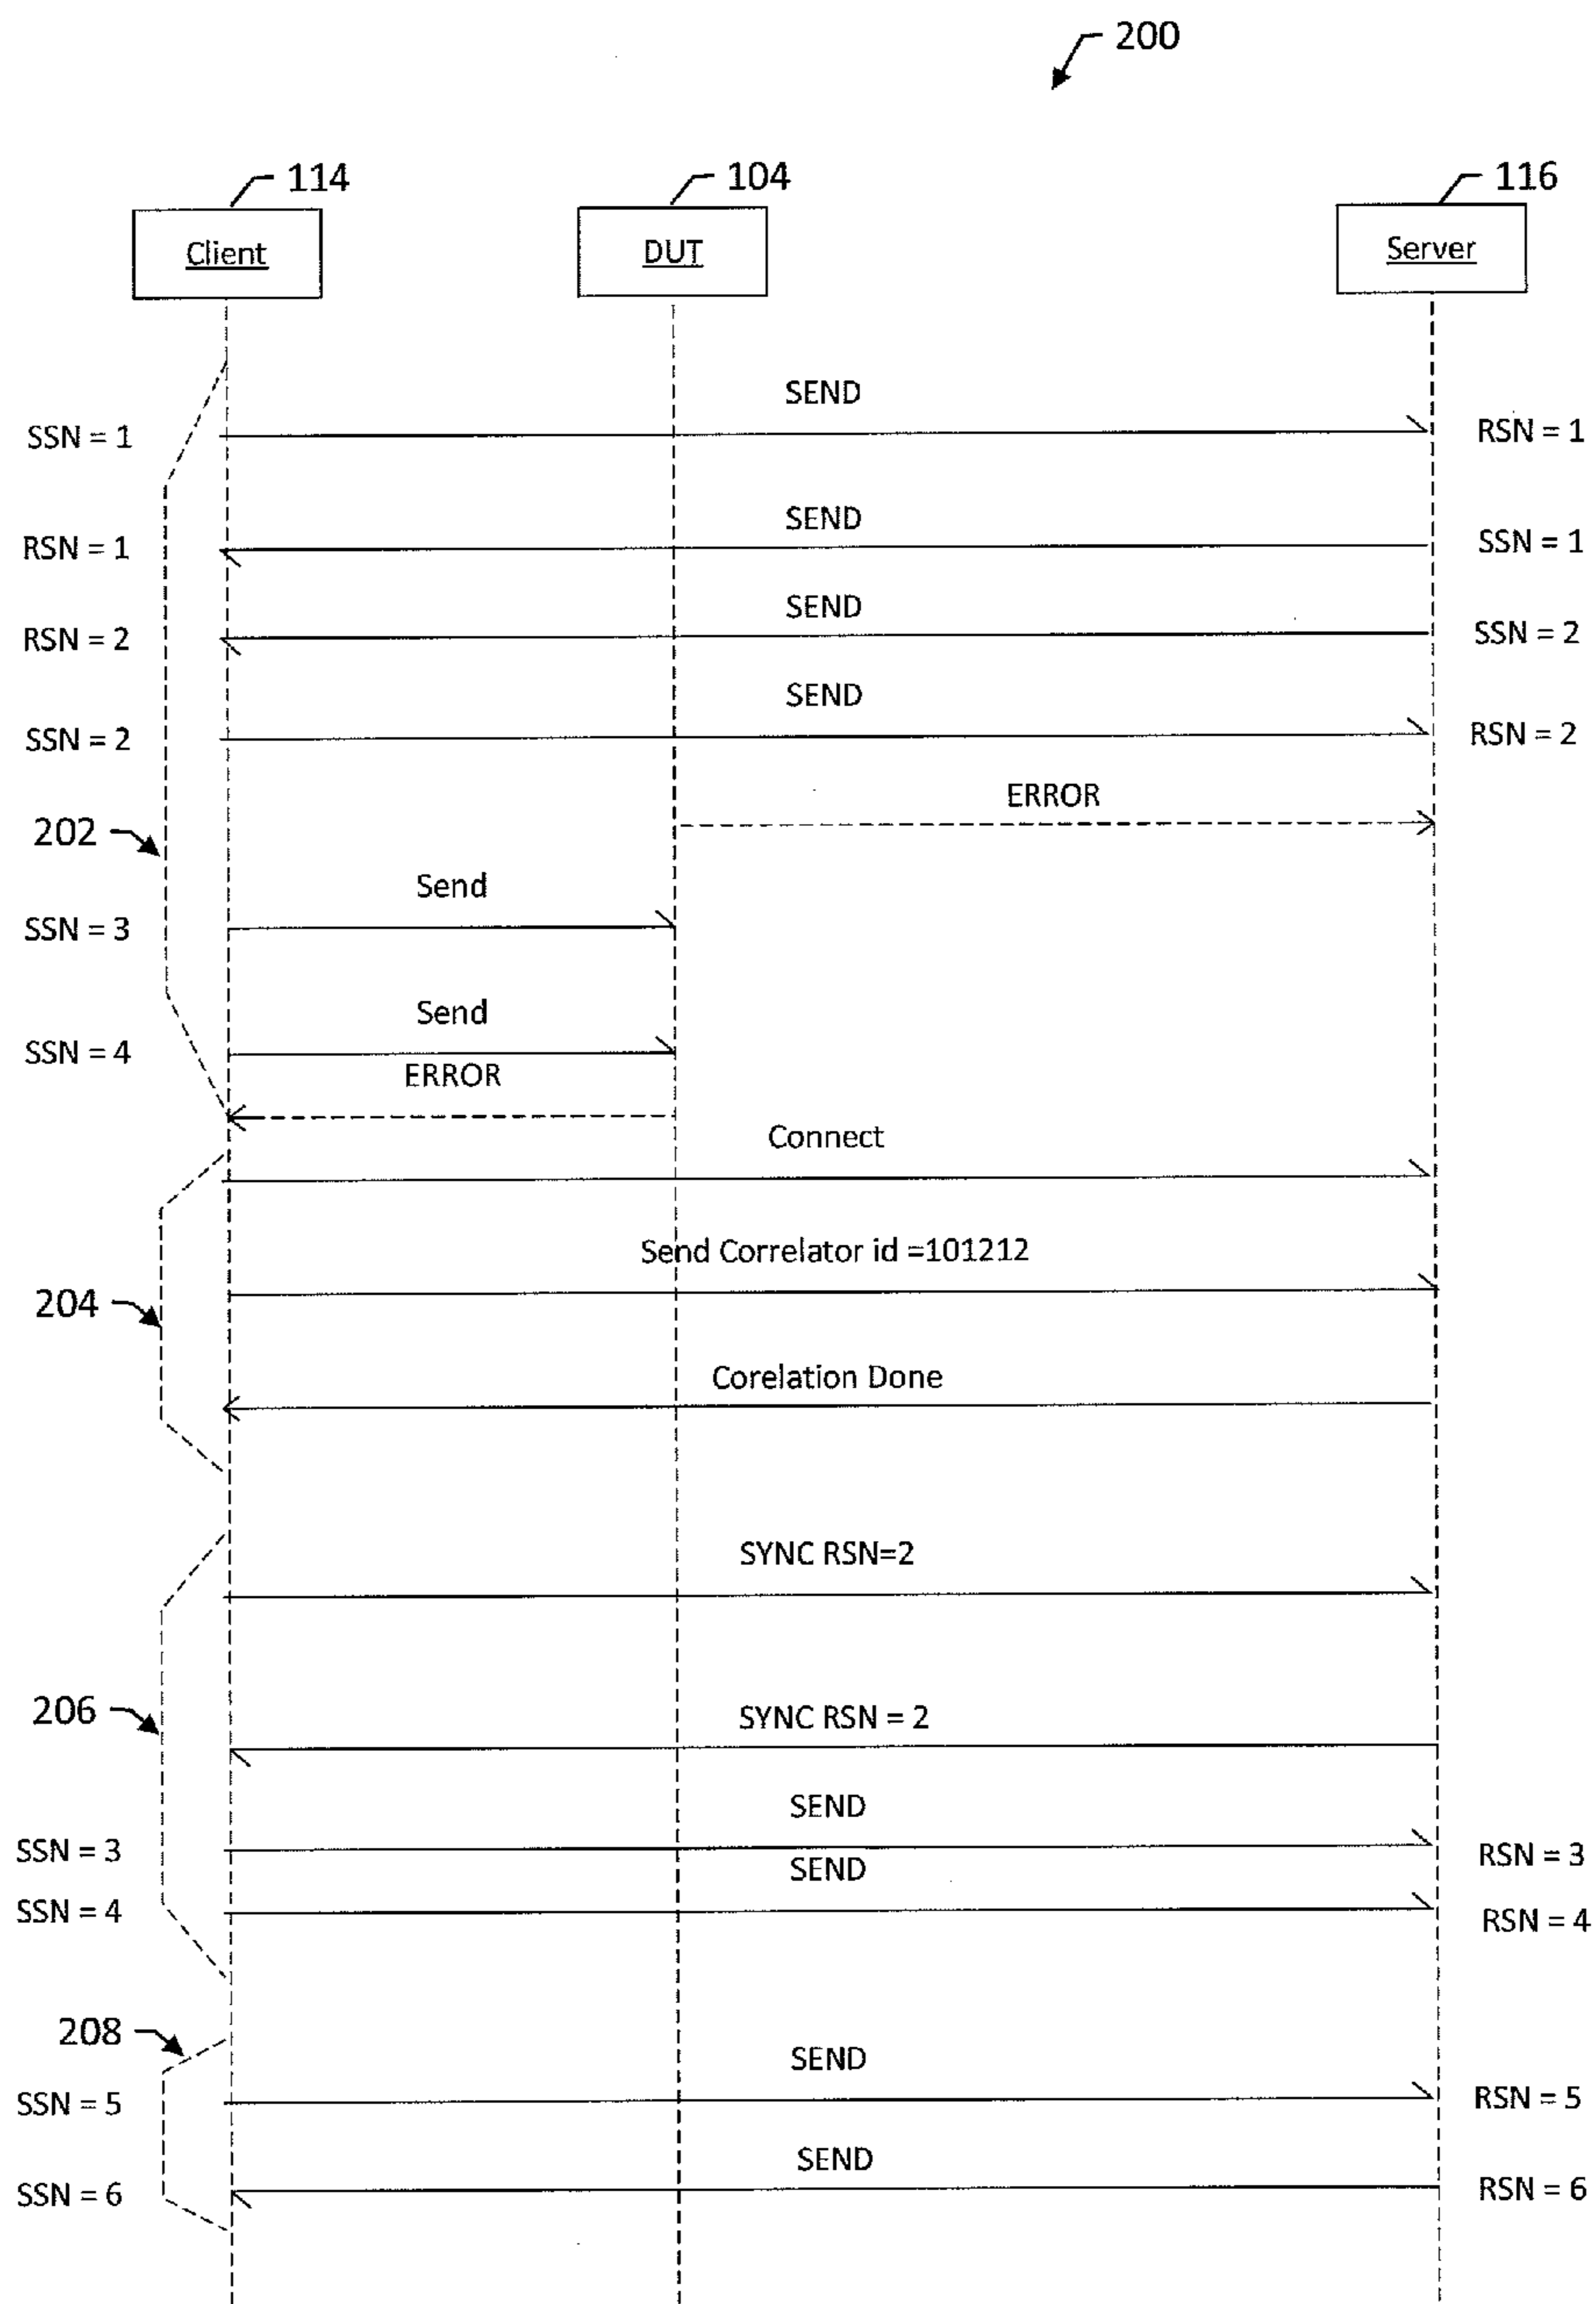 200
114
104
116
Client
DUT
Server
SEND
SSN = 1
RSN = 1
SEND
RSN = 1
SSN = 1
SEND
RSN = 2
SSN = 2
SEND
SSN = 2
RSN = 2
ERROR
202
Send
SSN = 3
Send
SSN = 4
ERROR
Connect
Send Correlator id =101212
204
Corelation Done
SYNC RSN=2
206
SYNC RSN = 2
SEND
SSN = 3
RSN = 3
SEND
SSN = 4
RSN = 4
208
SEND
SSN = 5
RSN = 5
SEND
SSN = 6
RSN = 6